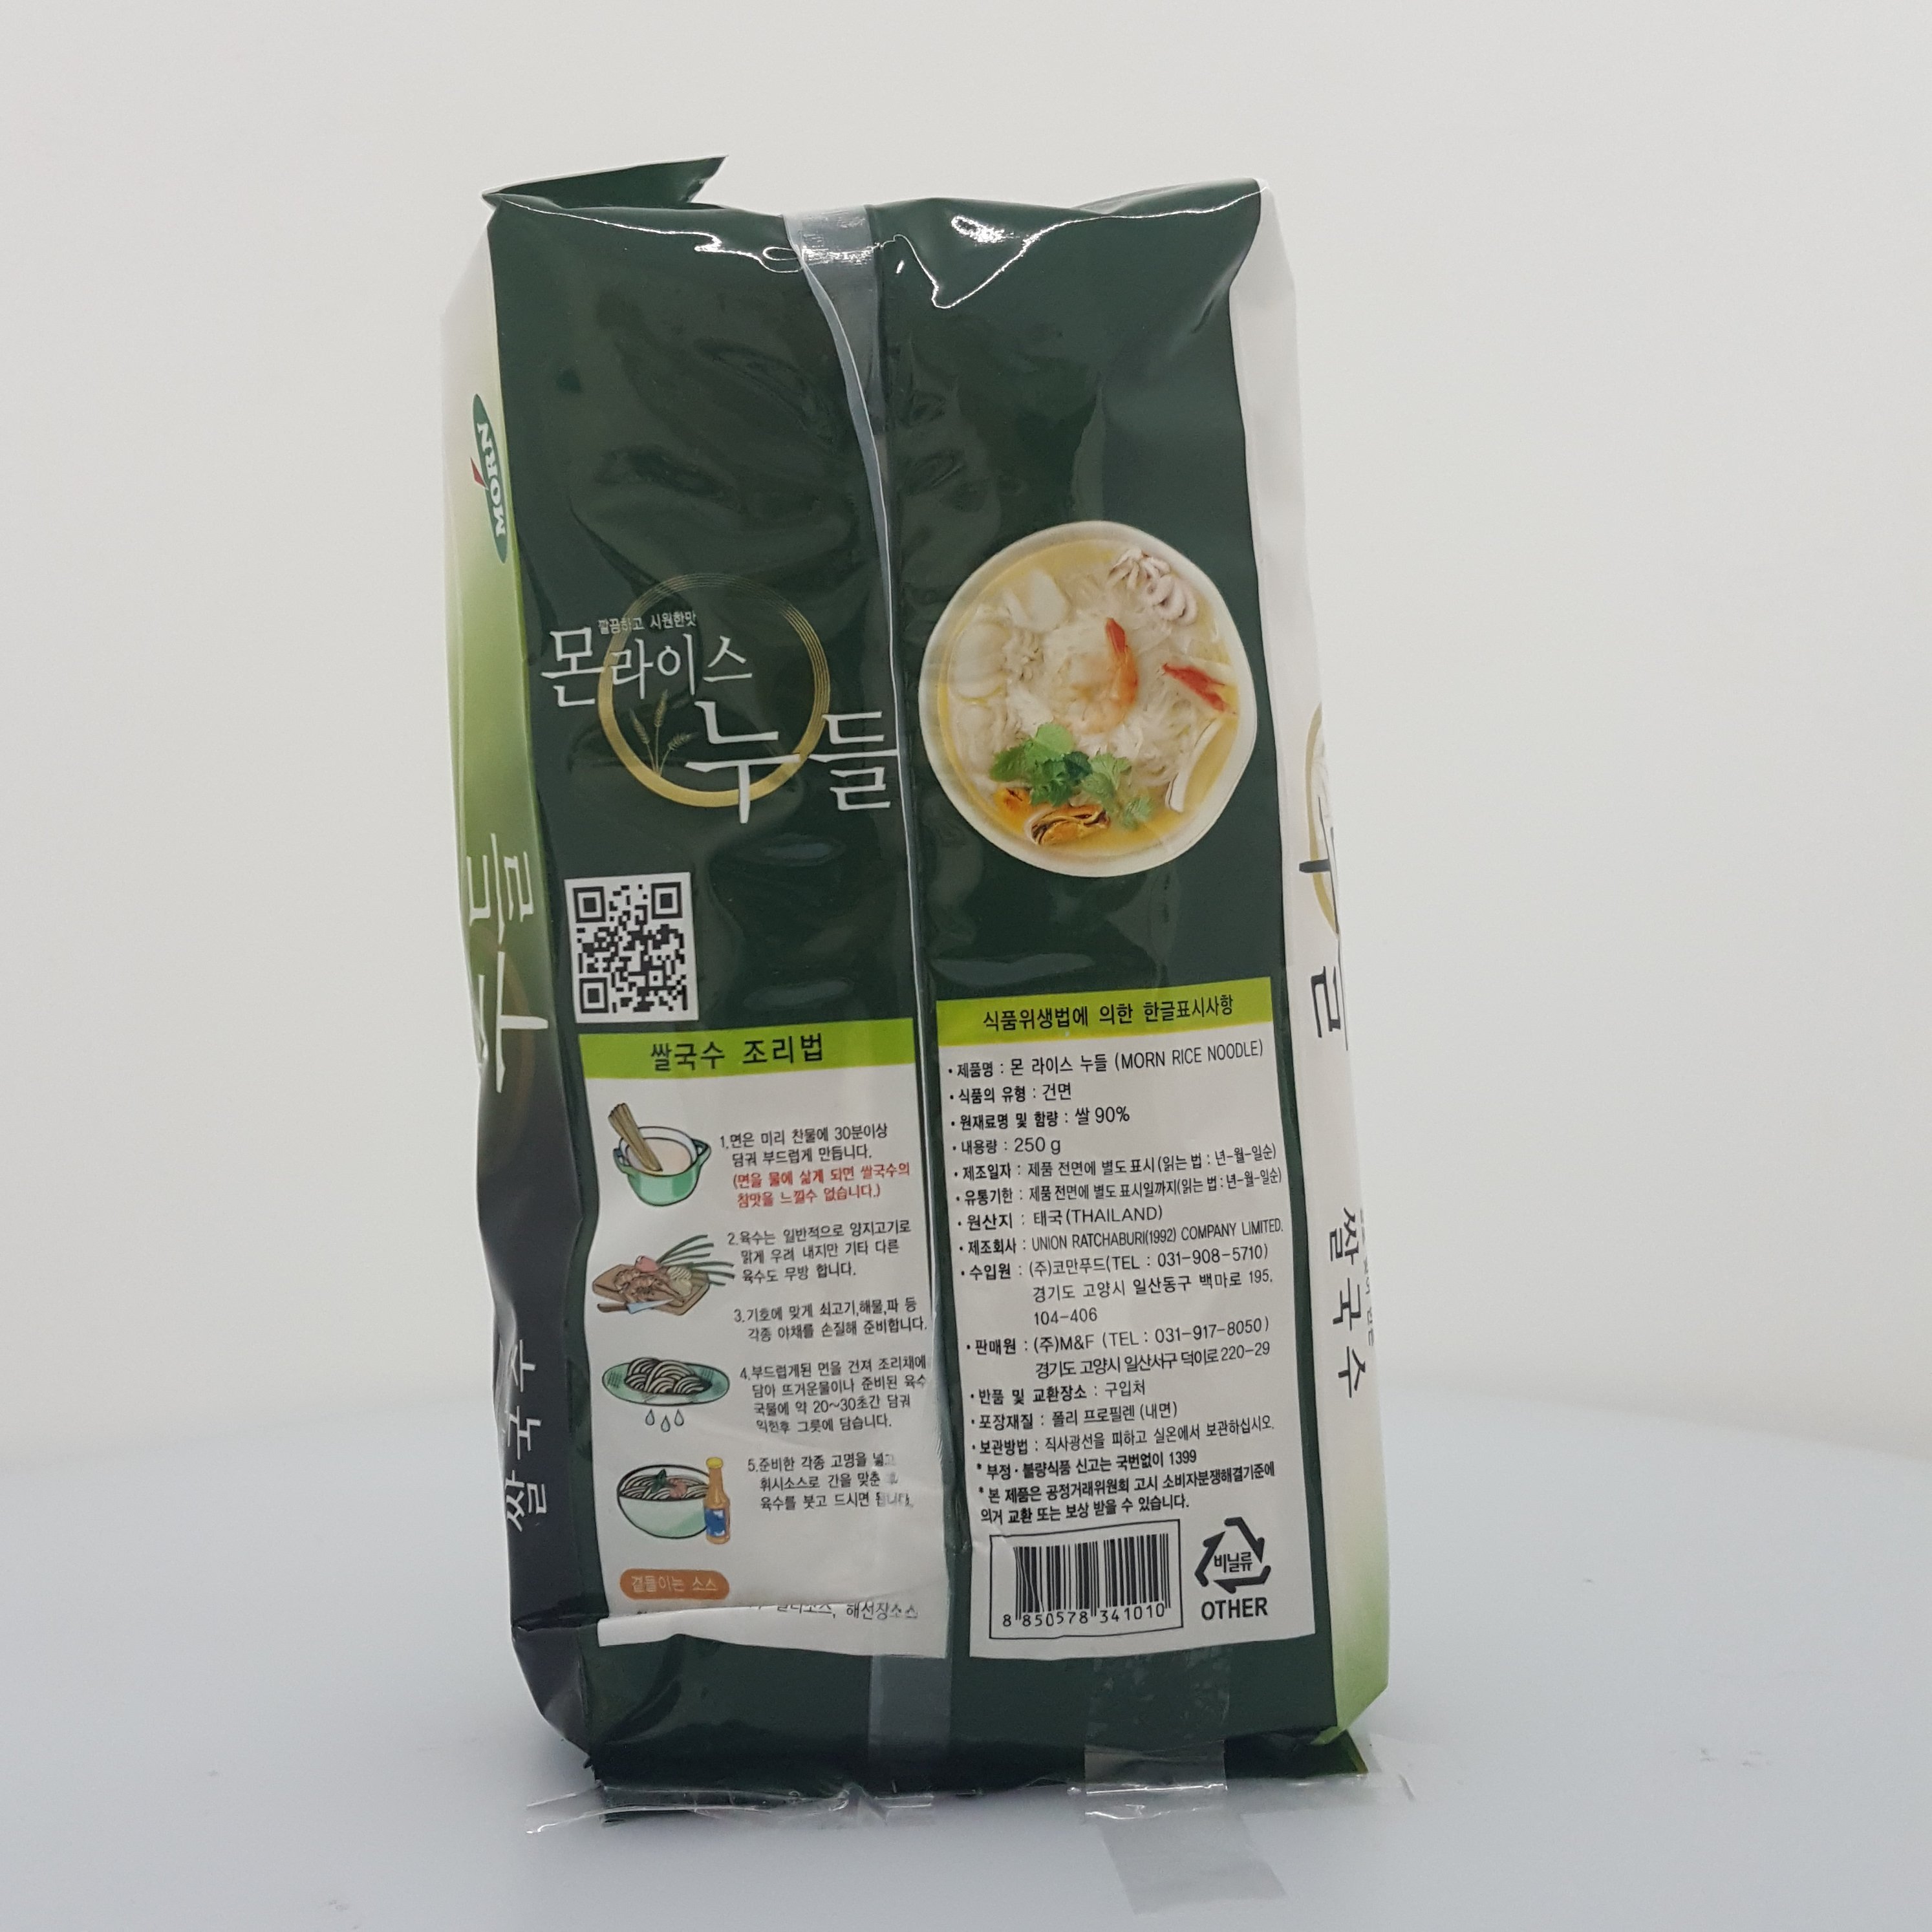 MORN
깔끔하고 시원한맛
몬라이스
누들
쌀국수 조리법
1.면은 미리 찬물에 30분이상
담궈 부드럽게 만듭니다.
(면을 물에 삶게 되면 쌀국수의
참맛을 느낄수 없습니다.)
2.육수는 일반적으로 양지고기로
맑게 우려 내지만 기타 다른
육수도 무방 합니다.
3.기호에 맞게 쇠고기,해물,파 등
각종 야채를 손질해 준비합니다.
4.부드럽게된 면을 건져 조리채에
담아 뜨거운물이나 준비된 육수
국물에 약 20~30초간 담궈
익힌후 그릇에 담습니다.
5.준비한 각종 고명을
휘시소스로 간을 맞춘
육수를 붓고 드시면 됩니다.
곁들이는 소스
해선장소스
식품위생법에 의한 한글표시사항
• 제품명 : 몬 라이스 누들 (MORN RICE NOODLE)
• 식품의 유형 : 건면
• 원재료명 및 함량 : 쌀 90%
• 내용량 : 250 g
• 제조일자 : 제품 전면에 별도 표시 (읽는 법 : 년-월-일순)
• 유통기한 : 제품 전면에 별도 표시일까지(읽는 법 : 년-월-일순)
• 원산지 : 태국 (THAILAND)
• 제조회사 : UNION RATCHABURI(1992) COMPANY LIMITED.
• 수입원 : (주)코만푸드(TEL : 031-908-5710)
경기도 고양시 일산동구 백마로 195,
104-406
• 판매원 : (주)M&F (TEL : 031-917-8050)
경기도 고양시 일산서구 덕이로 220-29
• 반품 및 교환장소 : 구입처
• 포장재질 : 폴리 프로필렌 (내면)
• 보관방법 : 직사광선을 피하고 실온에서 보관하십시오.
* 부정·불량식품 신고는 국번없이 1399
* 본 제품은 공정거래위원회 고시 소비자분쟁해결기준에
의거 교환 또는 보상 받을 수 있습니다.
8 850578 341010
비닐류
OTHER
쌀국수
쌀국수